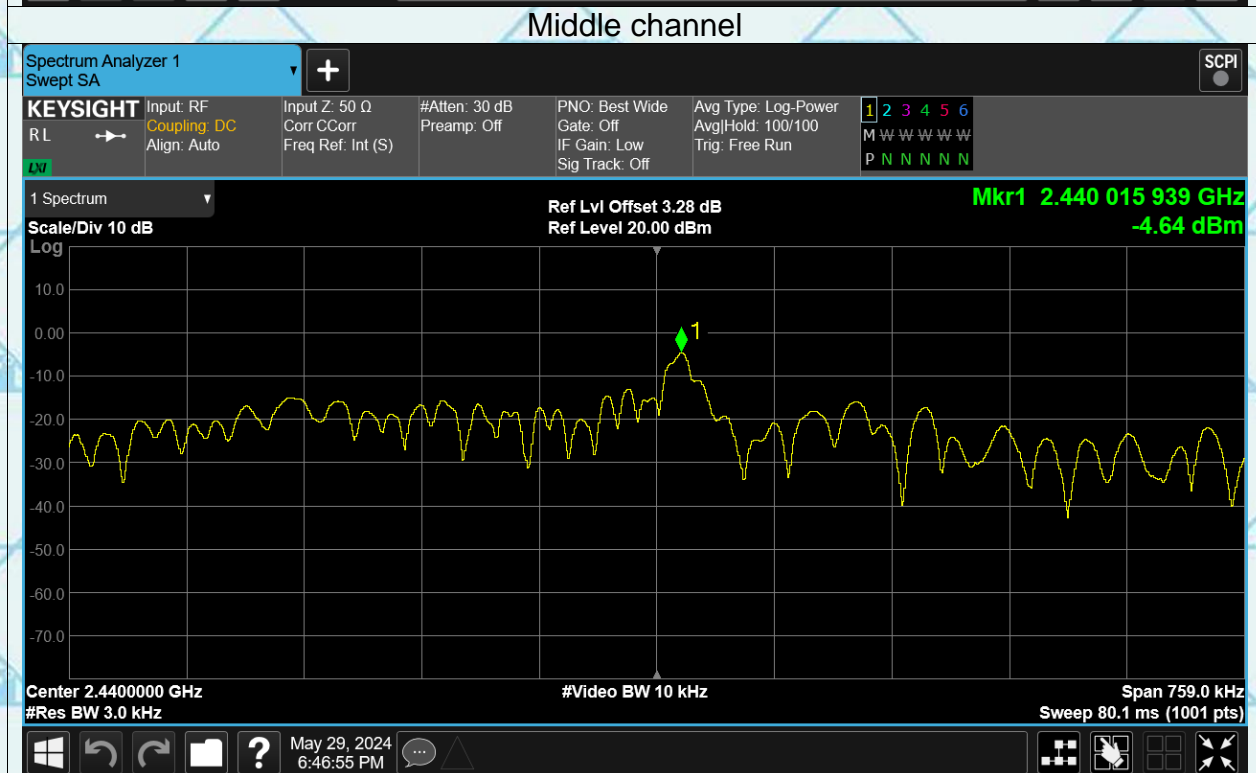 Middle channel
Spectrum Analyzer 1
Swept SA
SCPI
KEYSIGHT
R L
LXI
Input: RF
Coupling: DC
Align: Auto
Input Z: 50 Ω
Corr CCorr
Freq Ref: Int (S)
#Atten: 30 dB
Preamp: Off
PNO: Best Wide
Gate: Off
IF Gain: Low
Sig Track: Off
Avg Type: Log-Power
Avg|Hold: 100/100
Trig: Free Run
1 2 3 4 5 6
M W W W W W
P N N N N N
1 Spectrum
Scale/Div 10 dB
Ref Lvl Offset 3.28 dB
Ref Level 20.00 dBm
Mkr1 2.440 015 939 GHz
-4.64 dBm
Log
10.0
0.00
-10.0
-20.0
-30.0
-40.0
-50.0
-60.0
-70.0
1
Center 2.4400000 GHz
#Res BW 3.0 kHz
#Video BW 10 kHz
Span 759.0 kHz
Sweep 80.1 ms (1001 pts)
?
May 29, 2024
6:46:55 PM